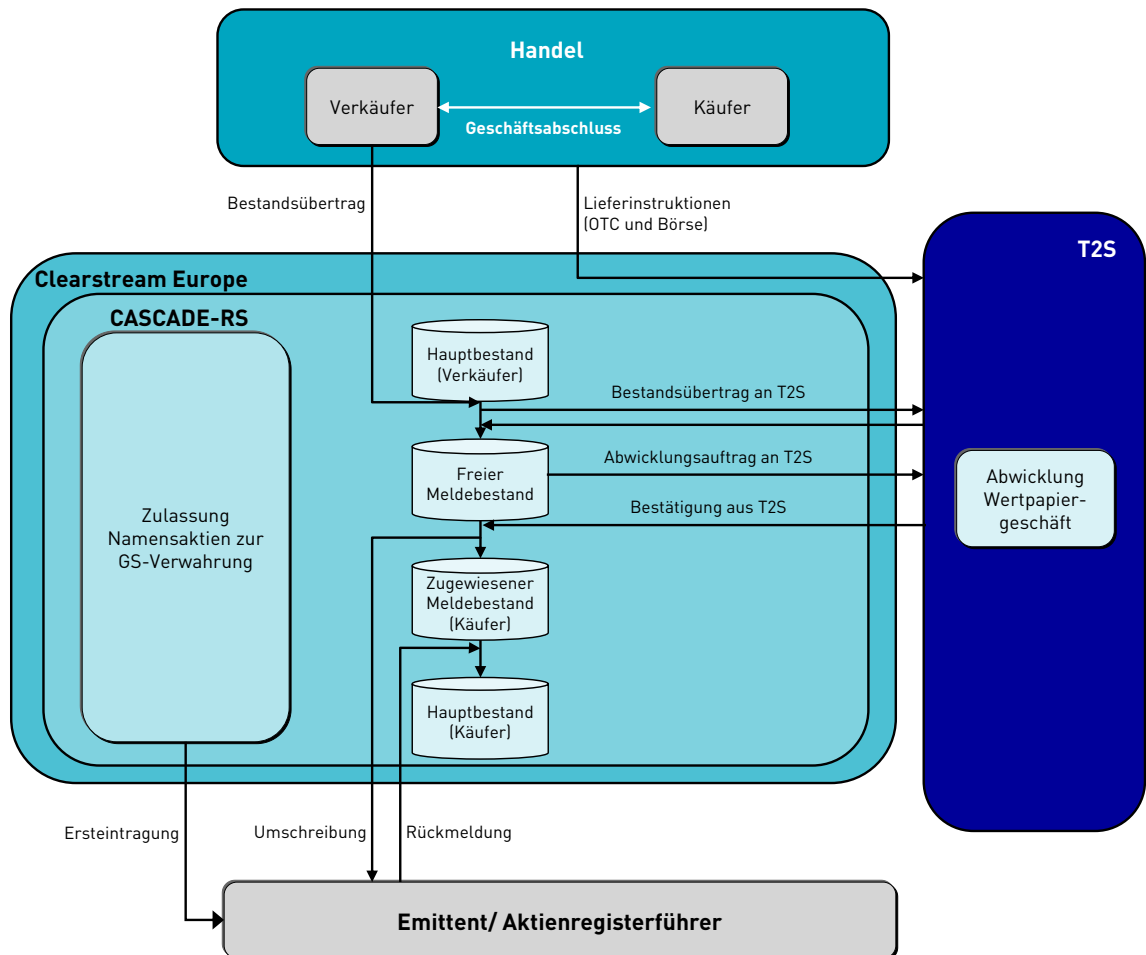 Handel
Verkäufer
Käufer
Geschäftsabschluss
Bestandsübertrag
Lieferinstruktionen
(OTC und Börse)
T2S
Clearstream Europe
CASCADE-RS
Hauptbestand
(Verkäufer)
Bestandsübertrag an T2S
Freier
Meldebestand
Abwicklungsauftrag an T2S
Bestätigung aus T2S
Abwicklung
Wertpapier-
geschäft
Zulassung
Namensaktien zur
GS-Verwahrung
Zugewiesener
Meldebestand
(Käufer)
Hauptbestand
(Käufer)
Ersteintragung
Umschreibung
Rückmeldung
Emittent/ Aktienregisterführer